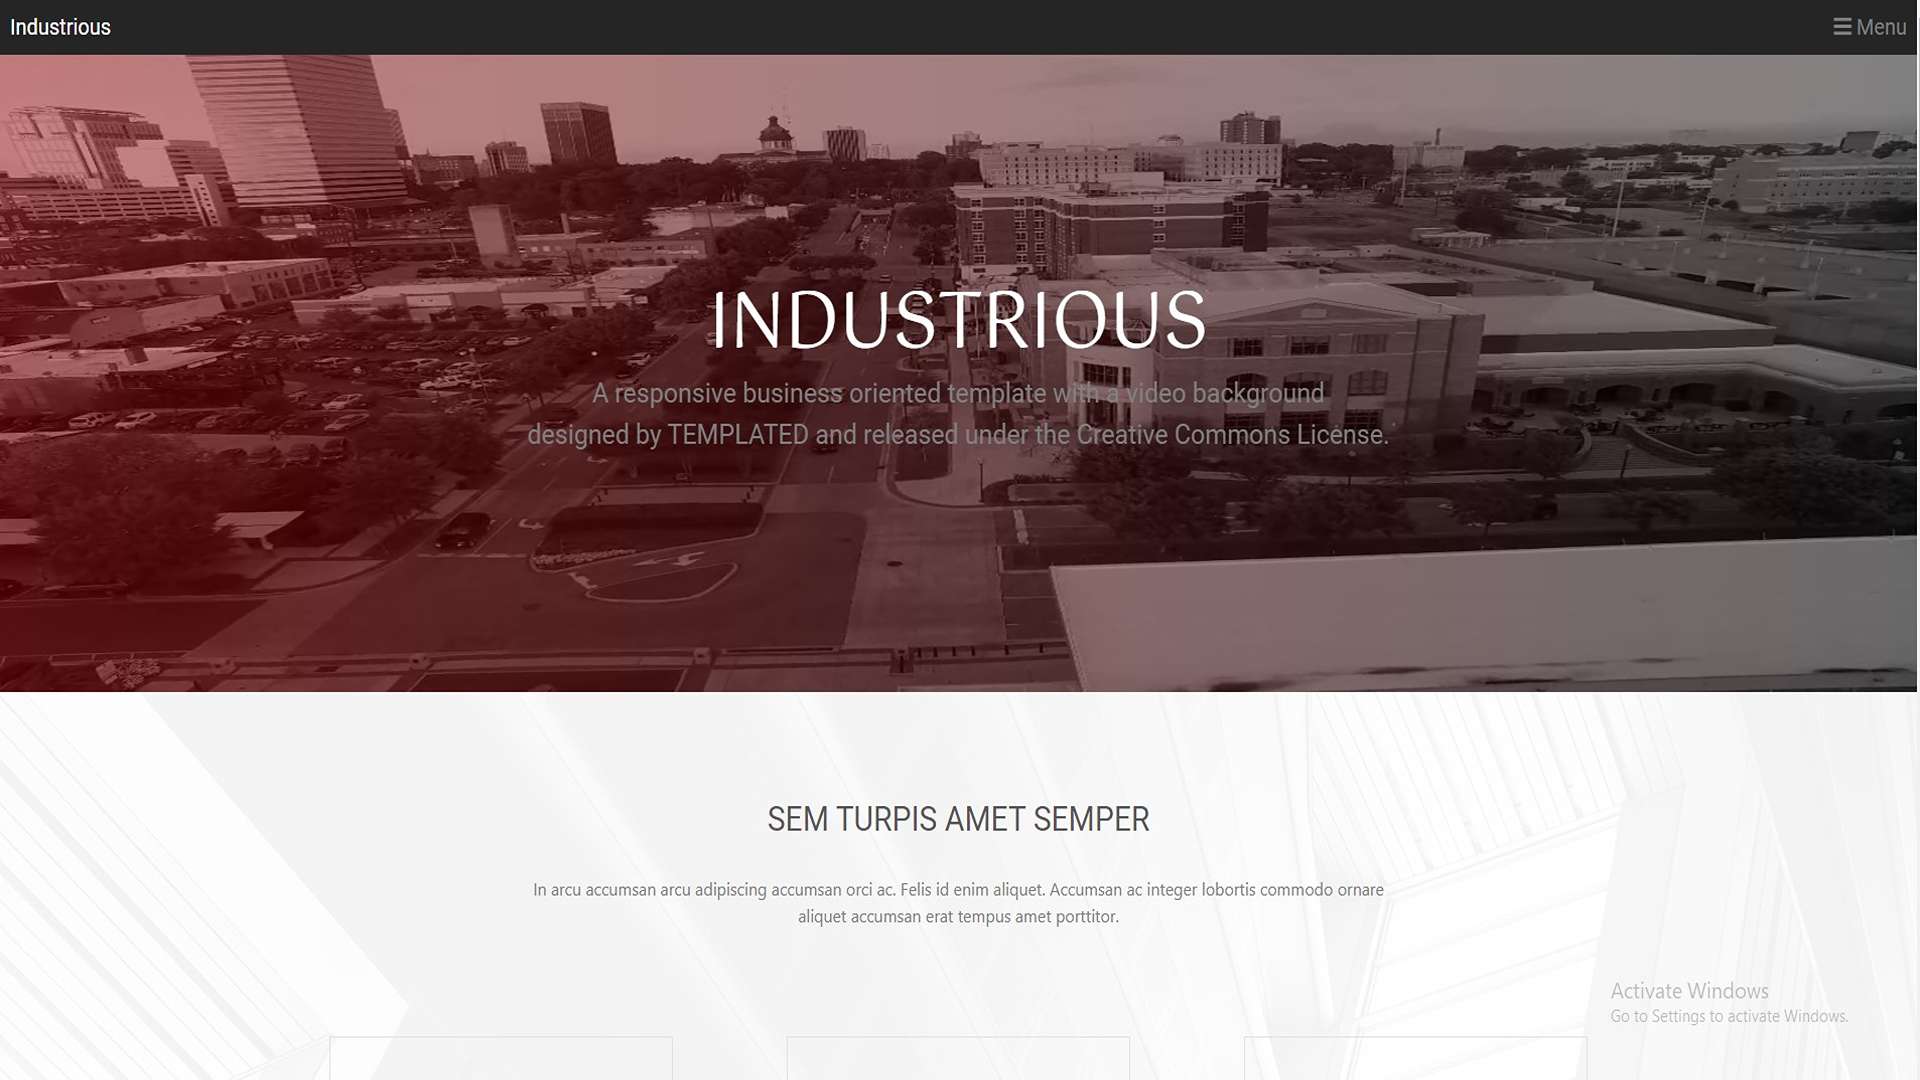 Industrious
Menu
INDUSTRIOUS
A responsive business oriented template with a video background
designed by TEMPLATED and released under the Creative Commons License.
SEM TURPIS AMET SEMPER
In arcu accumsan arcu adipiscing accumsan orci ac. Felis id enim aliquet. Accumsan ac integer lobortis commodo ornare
aliquet accumsan erat tempus amet porttitor.
Activate Windows
Go to Settings to activate Windows.